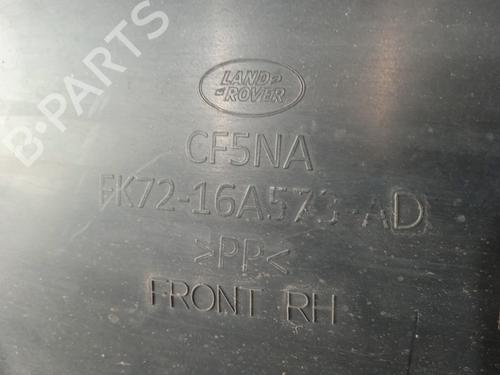 LAND
ROVER
CF5NA
FK72-16A573-AD
>PP<
FRONT RH
B-PARTS